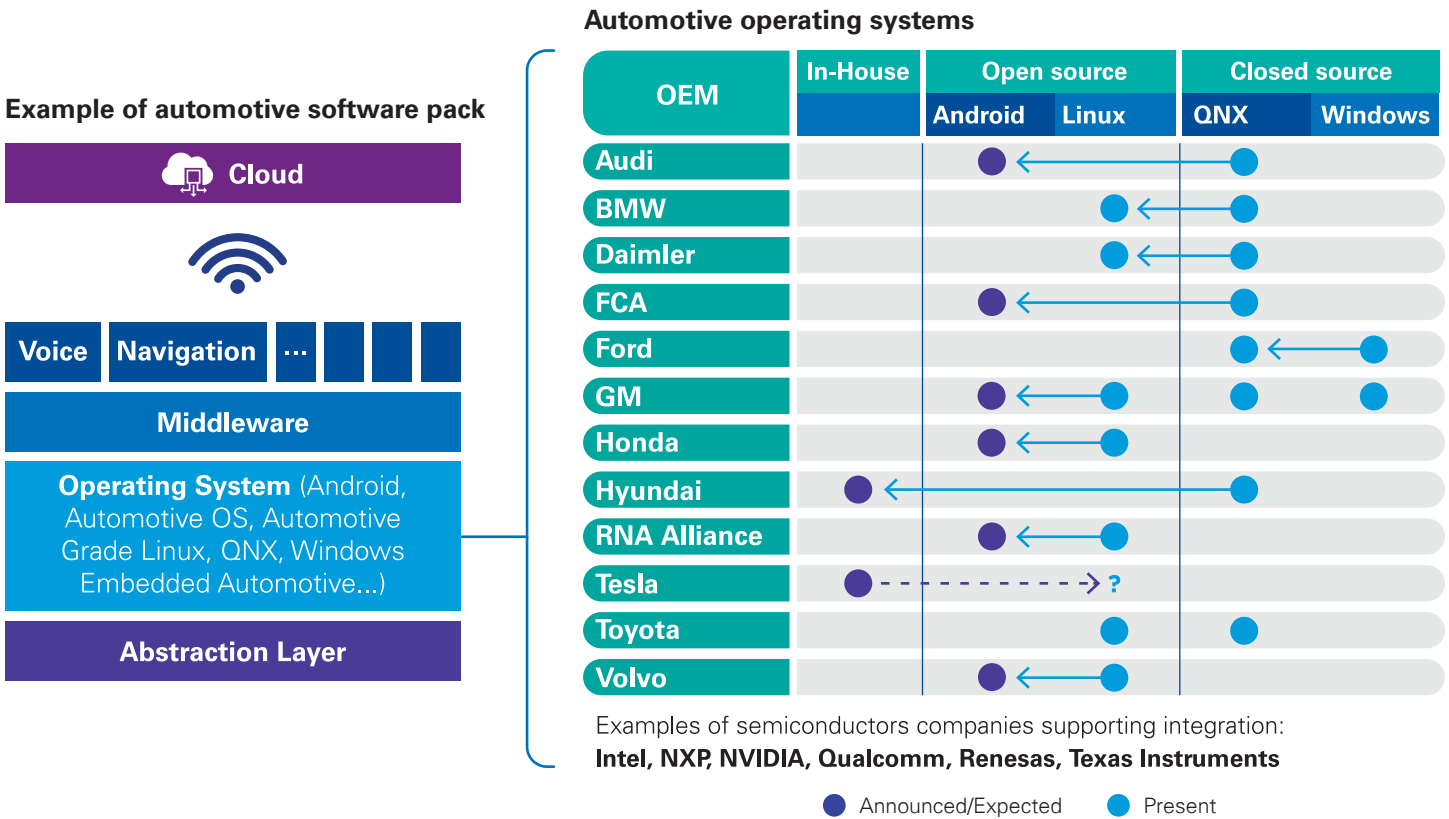 Example of automotive software pack
Cloud
Voice
Navigation
...
Middleware
Operating System (Android,
Automotive OS, Automotive
Grade Linux, QNX, Windows
Embedded Automotive...)
Abstraction Layer
Automotive operating systems
OEM
In-House
Open source
Closed source
Android
Linux
QNX
Windows
Audi
BMW
Daimler
FCA
Ford
GM
Honda
Hyundai
RNA Alliance
Tesla
?
Toyota
Volvo
Examples of semiconductors companies supporting integration:
Intel, NXP, NVIDIA, Qualcomm, Renesas, Texas Instruments
Announced/Expected
Present